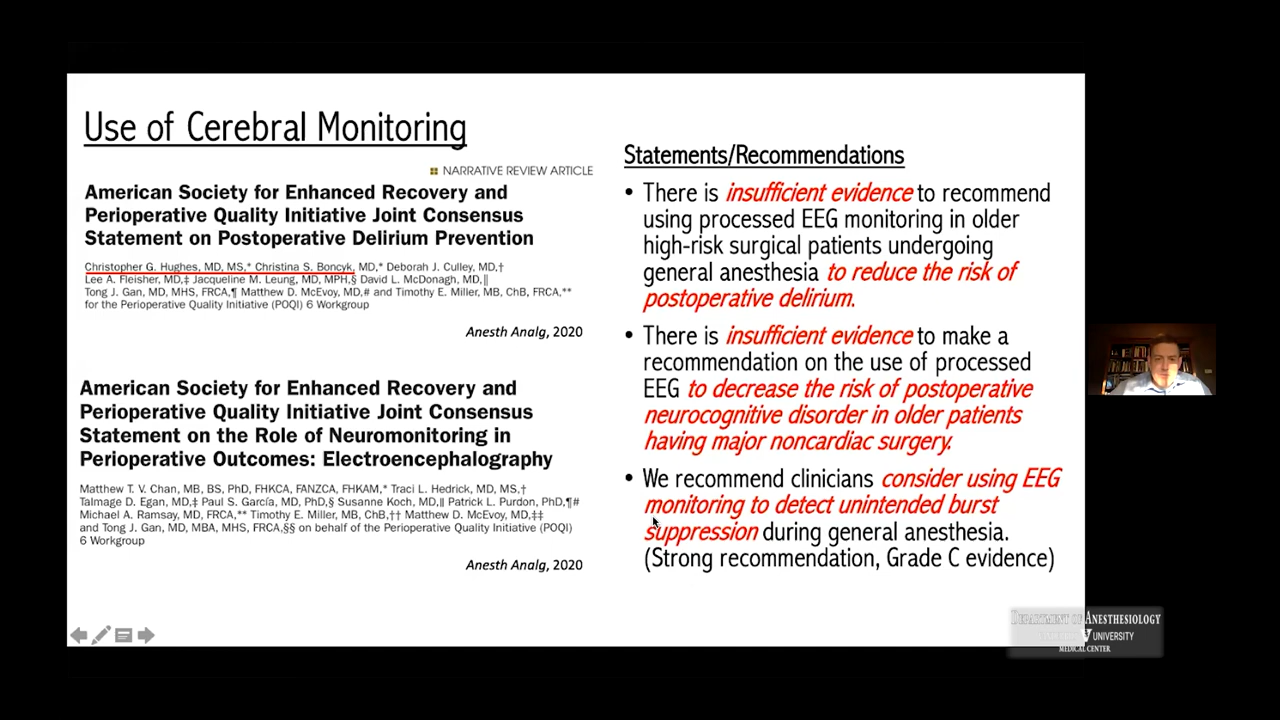 Use of Cerebral Monitoring
NARRATIVE REVIEW ARTICLE
American Society for Enhanced Recovery and
Perioperative Quality Initiative Joint Consensus
Statement on Postoperative Delirium Prevention
Christopher G. Hughes, MD, MS,* Christina S. Boncyk, MD,* Deborah J. Culley, MD,†
Lee A. Fleisher, MD,‡ Jacqueline M. Leung, MD, MPH,§ David L. McDonagh, MD,‖
Tong J. Gan, MD, MHS, FRCA,¶ Matthew D. McEvoy, MD,# and Timothy E. Miller, MB, ChB, FRCA,**
for the Perioperative Quality Initiative (POQI) 6 Workgroup
Anesth Analg, 2020
American Society for Enhanced Recovery and
Perioperative Quality Initiative Joint Consensus
Statement on the Role of Neuromonitoring in
Perioperative Outcomes: Electroencephalography
Matthew T. V. Chan, MB, BS, PhD, FHKCA, FANZCA, FHKAM,* Traci L. Hedrick, MD, MS,†
Talmage D. Egan, MD,‡ Paul S. García, MD, PhD,§ Susanne Koch, MD,‖ Patrick L. Purdon, PhD,¶#
Michael A. Ramsay, MD, FRCA,** Timothy E. Miller, MB, ChB,†† Matthew D. McEvoy, MD,‡‡
and Tong J. Gan, MD, MBA, MHS, FRCA,§§ on behalf of the Perioperative Quality Initiative (POQI)
6 Workgroup
Anesth Analg, 2020
Statements/Recommendations
• There is insufficient evidence to recommend
using processed EEG monitoring in older
high-risk surgical patients undergoing
general anesthesia to reduce the risk of
postoperative delirium.
• There is insufficient evidence to make a
recommendation on the use of processed
EEG to decrease the risk of postoperative
neurocognitive disorder in older patients
having major noncardiac surgery.
• We recommend clinicians consider using EEG
monitoring to detect unintended burst
suppression during general anesthesia.
(Strong recommendation, Grade C evidence)
DEPARTMENT OF ANESTHESIOLOGY
UNIVERSITY
MEDICAL CENTER